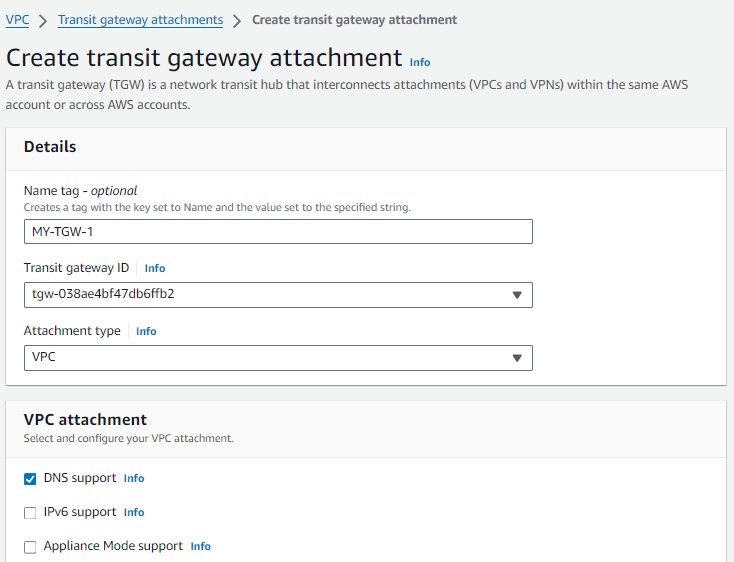 VPC > Transit gateway attachments > Create transit gateway attachment
Create transit gateway attachment Info
A transit gateway (TGW) is a network transit hub that interconnects attachments (VPCs and VPNs) within the same AWS
account or across AWS accounts.
Details
Name tag - optional
Creates a tag with the key set to Name and the value set to the specified string.
MY-TGW-1
Transit gateway ID Info
tgw-038ae4bf47db6ffb2
Attachment type Info
VPC
VPC attachment
Select and configure your VPC attachment.
DNS support Info
IPv6 support Info
Appliance Mode support Info